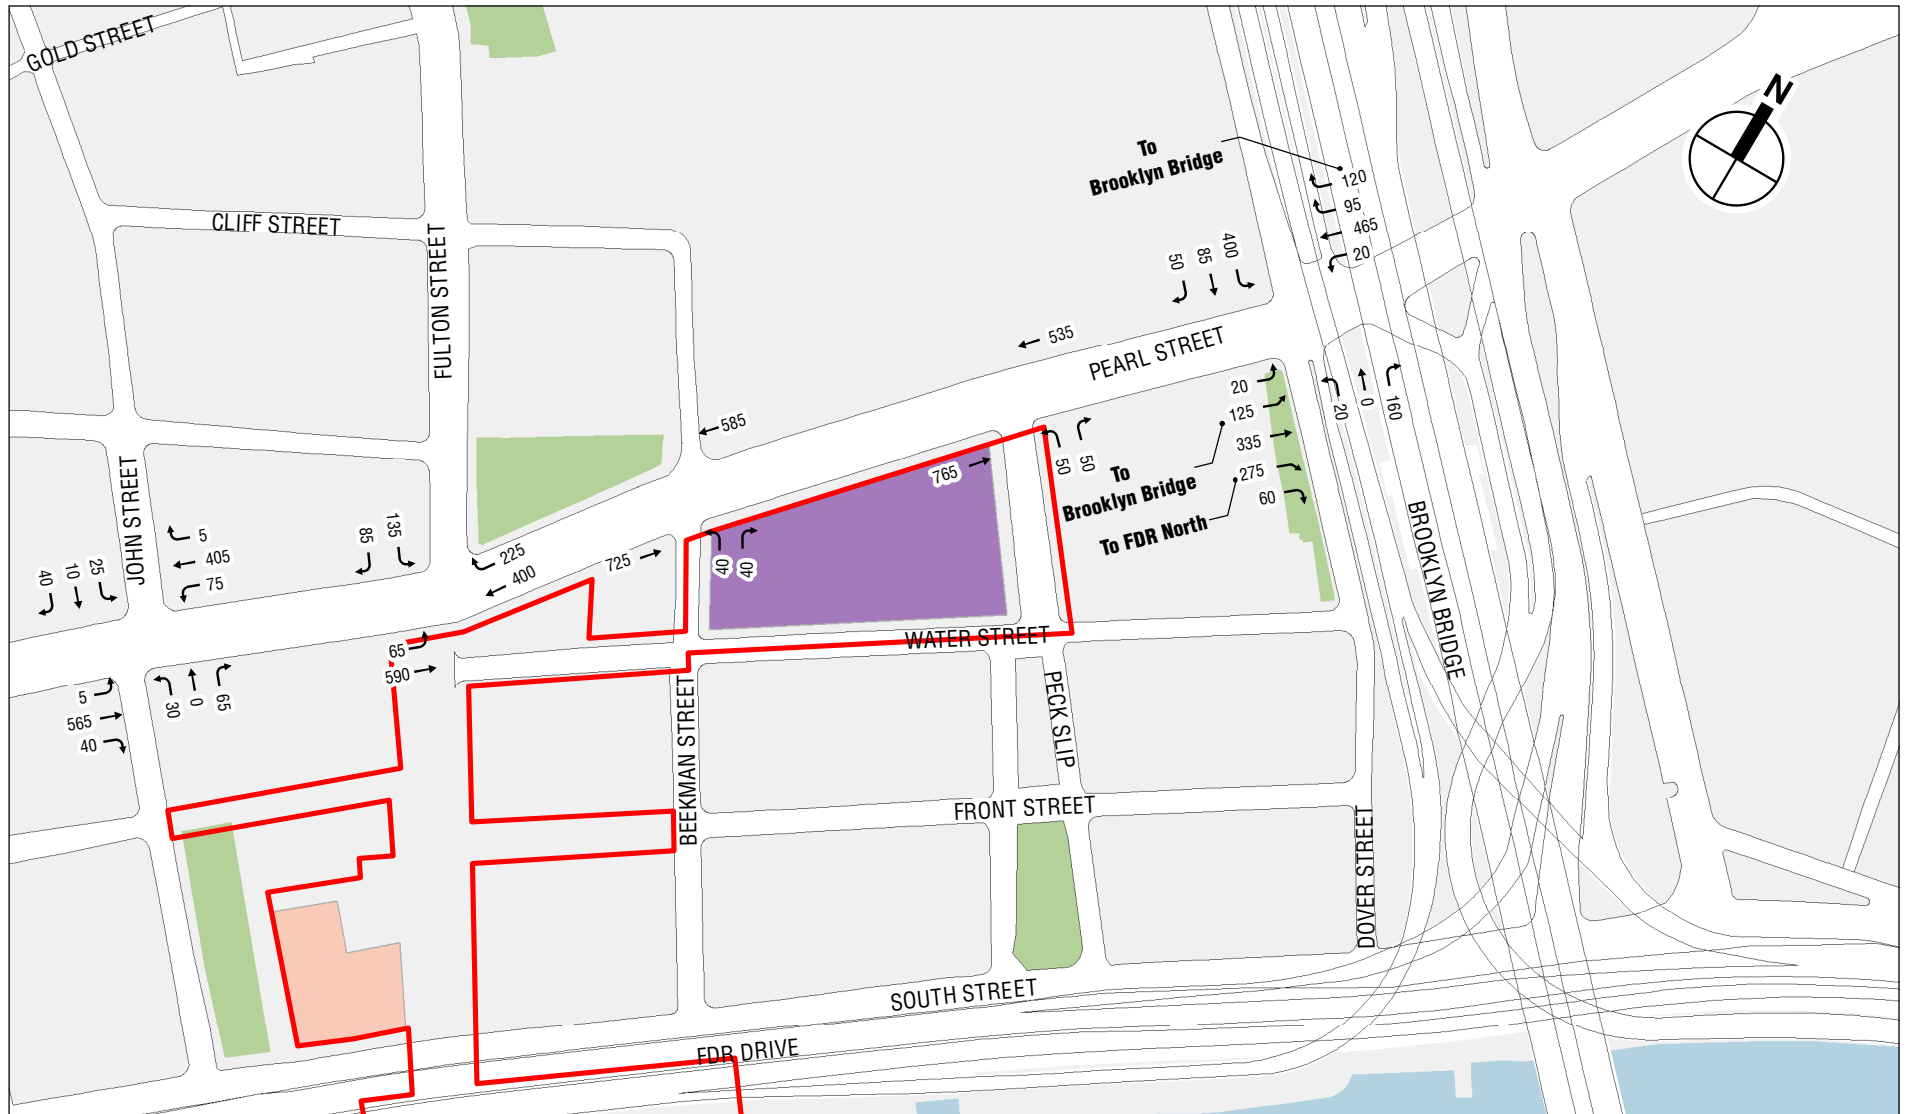 GOLD STREET
N
To
Brooklyn Bridge
120
95
465
20
CLIFF STREET
FULTON STREET
50
85
400
535
PEARL STREET
20
125
335
275
60
20
0
160
585
765
50
50
To
Brooklyn Bridge
To FDR North
JOHN STREET
5
405
75
85
135
40
10
25
225
400
725
40
40
BROOKLYN BRIDGE
WATER STREET
65
590
5
565
40
30
0
65
BEEKMAN STREET
PECK SLIP
FRONT STREET
DOVER STREET
SOUTH STREET
FDR DRIVE